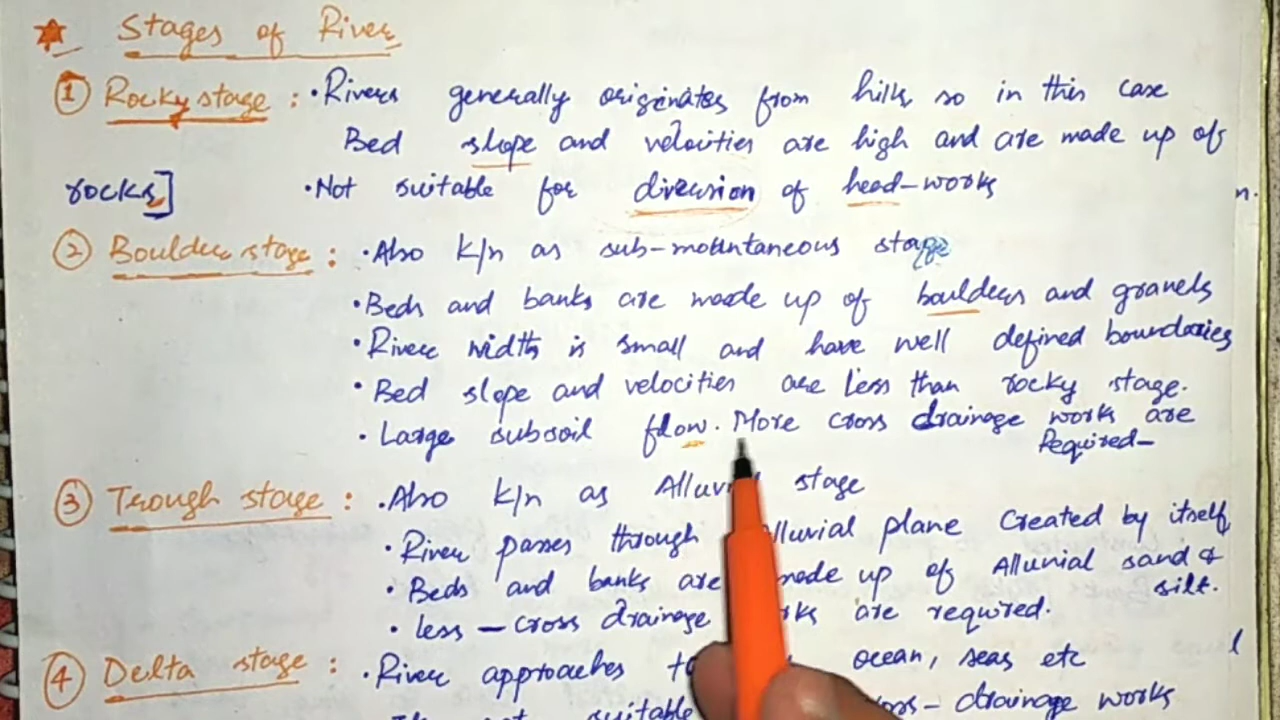 Stages of River
① Rocky stage : • Rivers generally originates from hills so in this case
Bed slope and velocities are high and are made up of
rocks] • Not suitable for diversion of head-works
n.
② Boulder stage : • Also k/n as sub-mountaneous stage
• Beds and banks are made up of boulders and gravels
• River width is small and have well defined boundaries
• Bed slope and velocities are less than rocky stage.
• Large subsoil flow. More cross drainage works are
Required-
③ Trough stage : • Also k/n as Alluvial stage
• River passes through Alluvial plane created by itself
• Beds and banks are made up of Alluvial sand &
silt.
• less - cross drainage works are required.
④ Delta stage : • River approaches ocean, seas etc
suitable drainage works